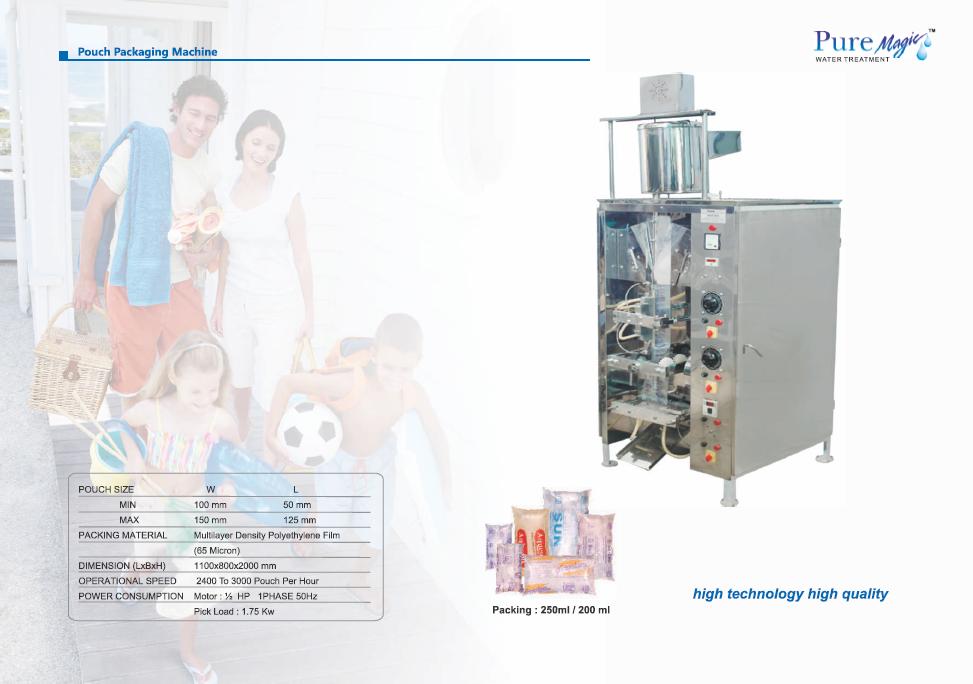 Pouch Packaging Machine
Pure Magic™
WATER TREATMENT
POUCH SIZE W L
MIN 100 mm 50 mm
MAX 150 mm 125 mm
PACKING MATERIAL Multilayer Density Polyethylene Film
(65 Micron)
DIMENSION (LxBxH) 1100x800x2000 mm
OPERATIONAL SPEED 2400 To 3000 Pouch Per Hour
POWER CONSUMPTION Motor : ½ HP 1PHASE 50Hz
Pick Load : 1.75 Kw
SUN
Packing : 250ml / 200 ml
high technology high quality